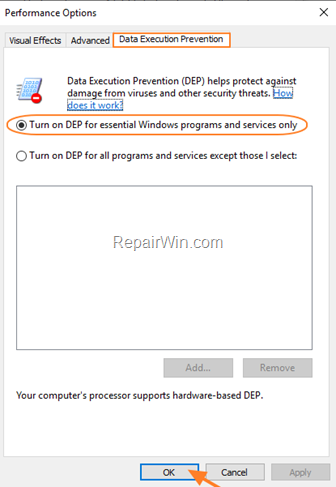 Performance Options
Visual Effects Advanced Data Execution Prevention
Data Execution Prevention (DEP) helps protect against
damage from viruses and other security threats. How
does it work?
Turn on DEP for essential Windows programs and services only
Turn on DEP for all programs and services except those I select:
RepairWin.com
Add... Remove
Your computer's processor supports hardware-based DEP.
OK Cancel Apply